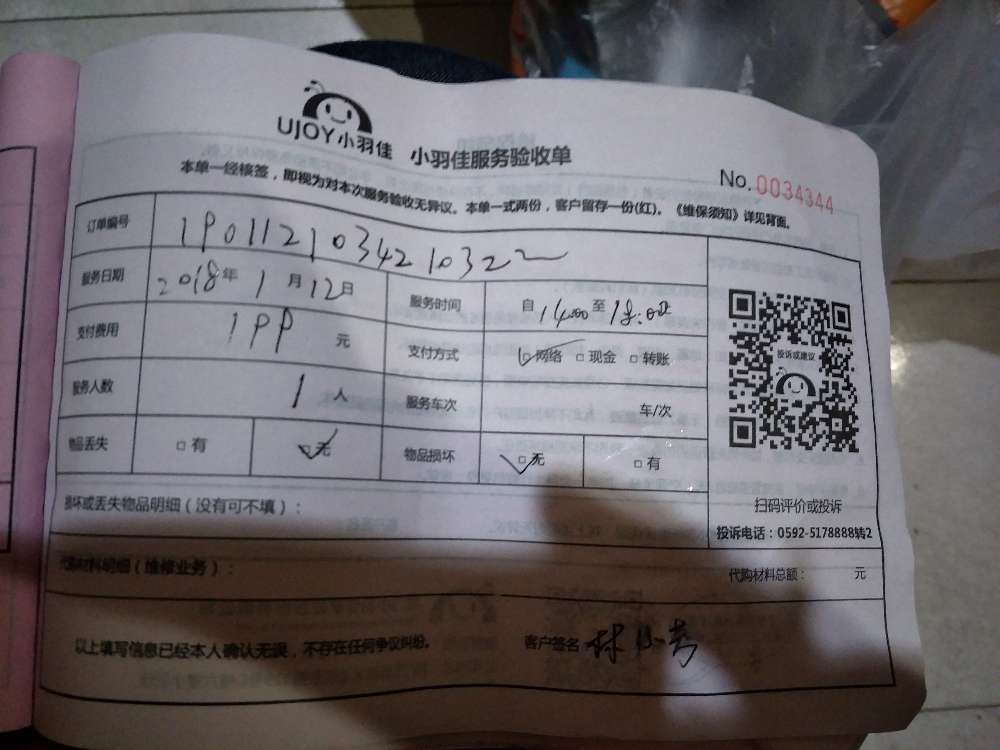 UJOY小羽佳 小羽佳服务验收单
No.0034344
本单一经核签，即视为对本次服务验收无异议。本单一式两份，客户留存一份(红)。《维保须知》详见背面。
订单编号
服务日期 2018年 1月 12日 服务时间 自14:00至18:00
支付费用 199 元 支付方式 网络 现金 转账
服务人数 1 人 服务车次 车/次
物品丢失 有 无 物品损坏 无 有
投诉或建议
扫码评价或投诉
投诉电话：0592-5178888转2
损坏或丢失物品明细（没有可不填）：
代购材料明细（维修业务）： 代购材料总额： 元
以上填写信息已经本人确认无误，不存在任何争议纠纷。 客户签名：林